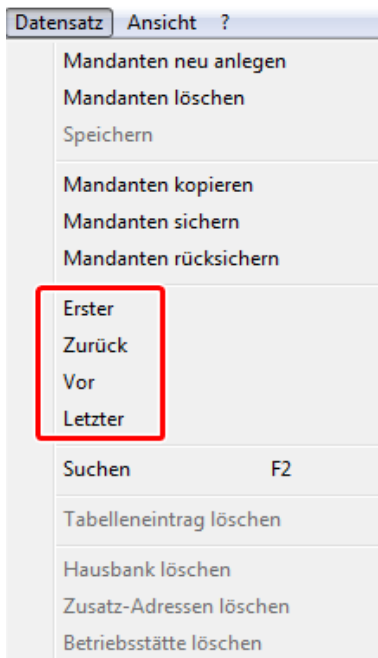 Datensatz Ansicht ?
Mandanten neu anlegen
Mandanten löschen
Speichern
Mandanten kopieren
Mandanten sichern
Mandanten rücksichern
Erster
Zurück
Vor
Letzter
Suchen F2
Tabelleneintrag löschen
Hausbank löschen
Zusatz-Adressen löschen
Betriebsstätte löschen